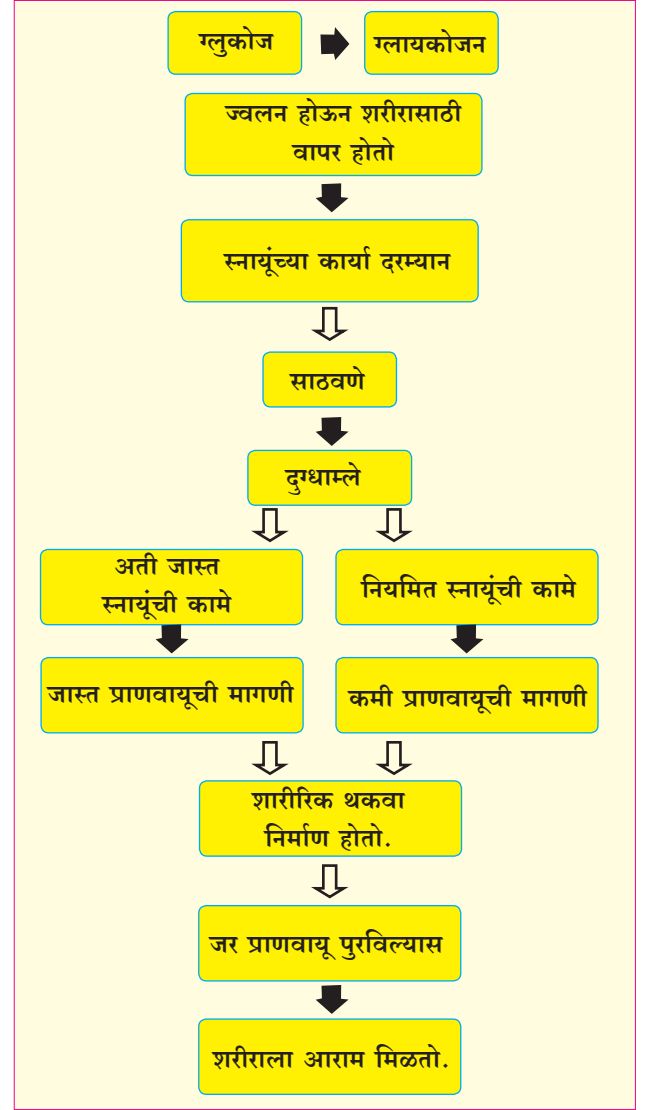 ग्लुकोज
ग्लायकोजन
ज्वलन होऊन शरीरासाठी
वापर होतो
स्नायूंच्या कार्या दरम्यान
साठवणे
दुग्धाम्ले
अती जास्त
स्नायूंची कामे
नियमित स्नायूंची कामे
जास्त प्राणवायूची मागणी
कमी प्राणवायूची मागणी
शारीरिक थकवा
निर्माण होतो.
जर प्राणवायू पुरविल्यास
शरीराला आराम मिळतो.